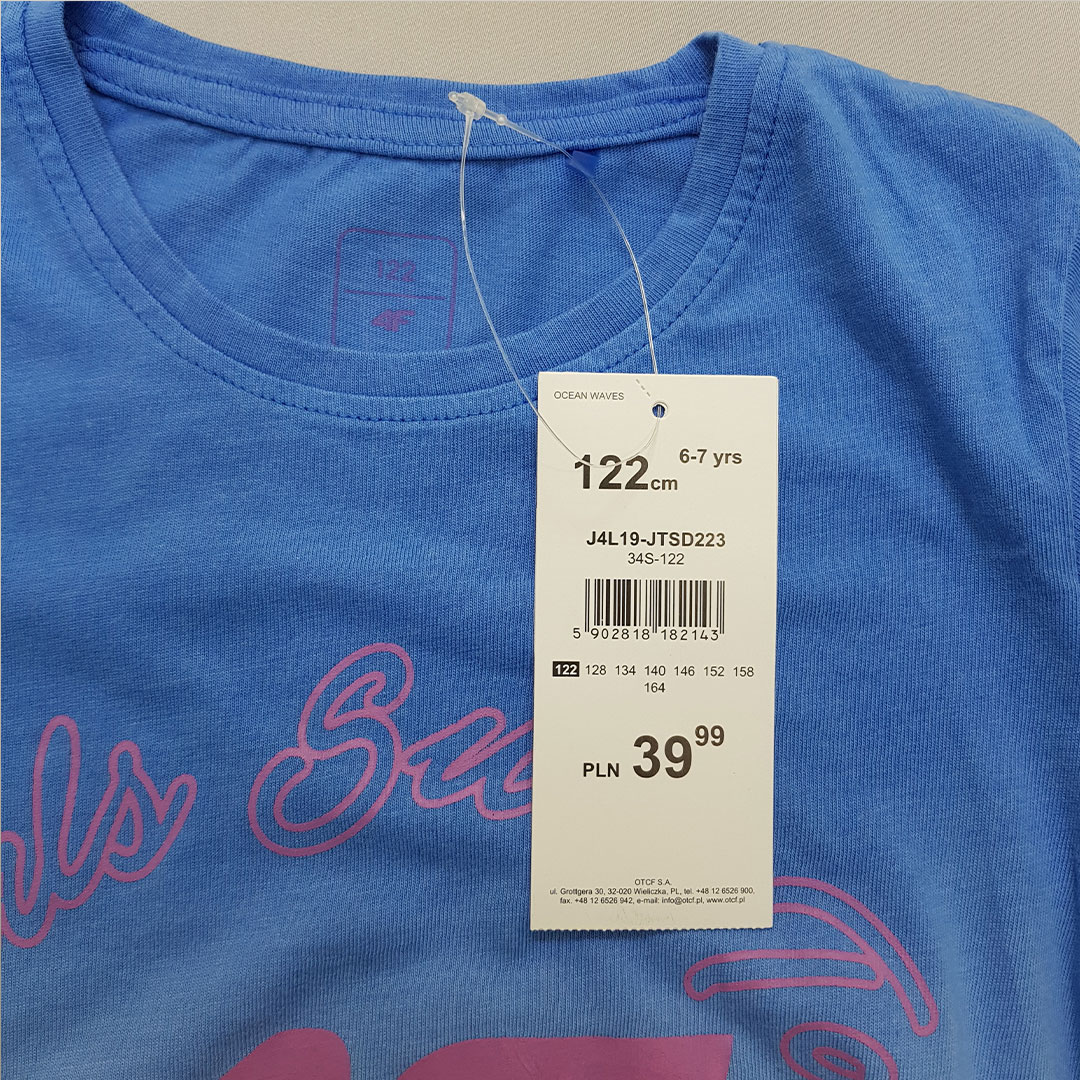 122
4F
OCEAN WAVES
122cm 6-7 yrs
J4L19-JTSD223
34S-122
5 902818 182143
122 128 134 140 146 152 158
164
PLN 39 99
OTCF S.A.
ul. Grottgera 30, 32-020 Wieliczka, PL, tel. +48 12 6526 900,
fax. +48 12 6526 942, e-mail: info@otcf.pl, www.otcf.pl